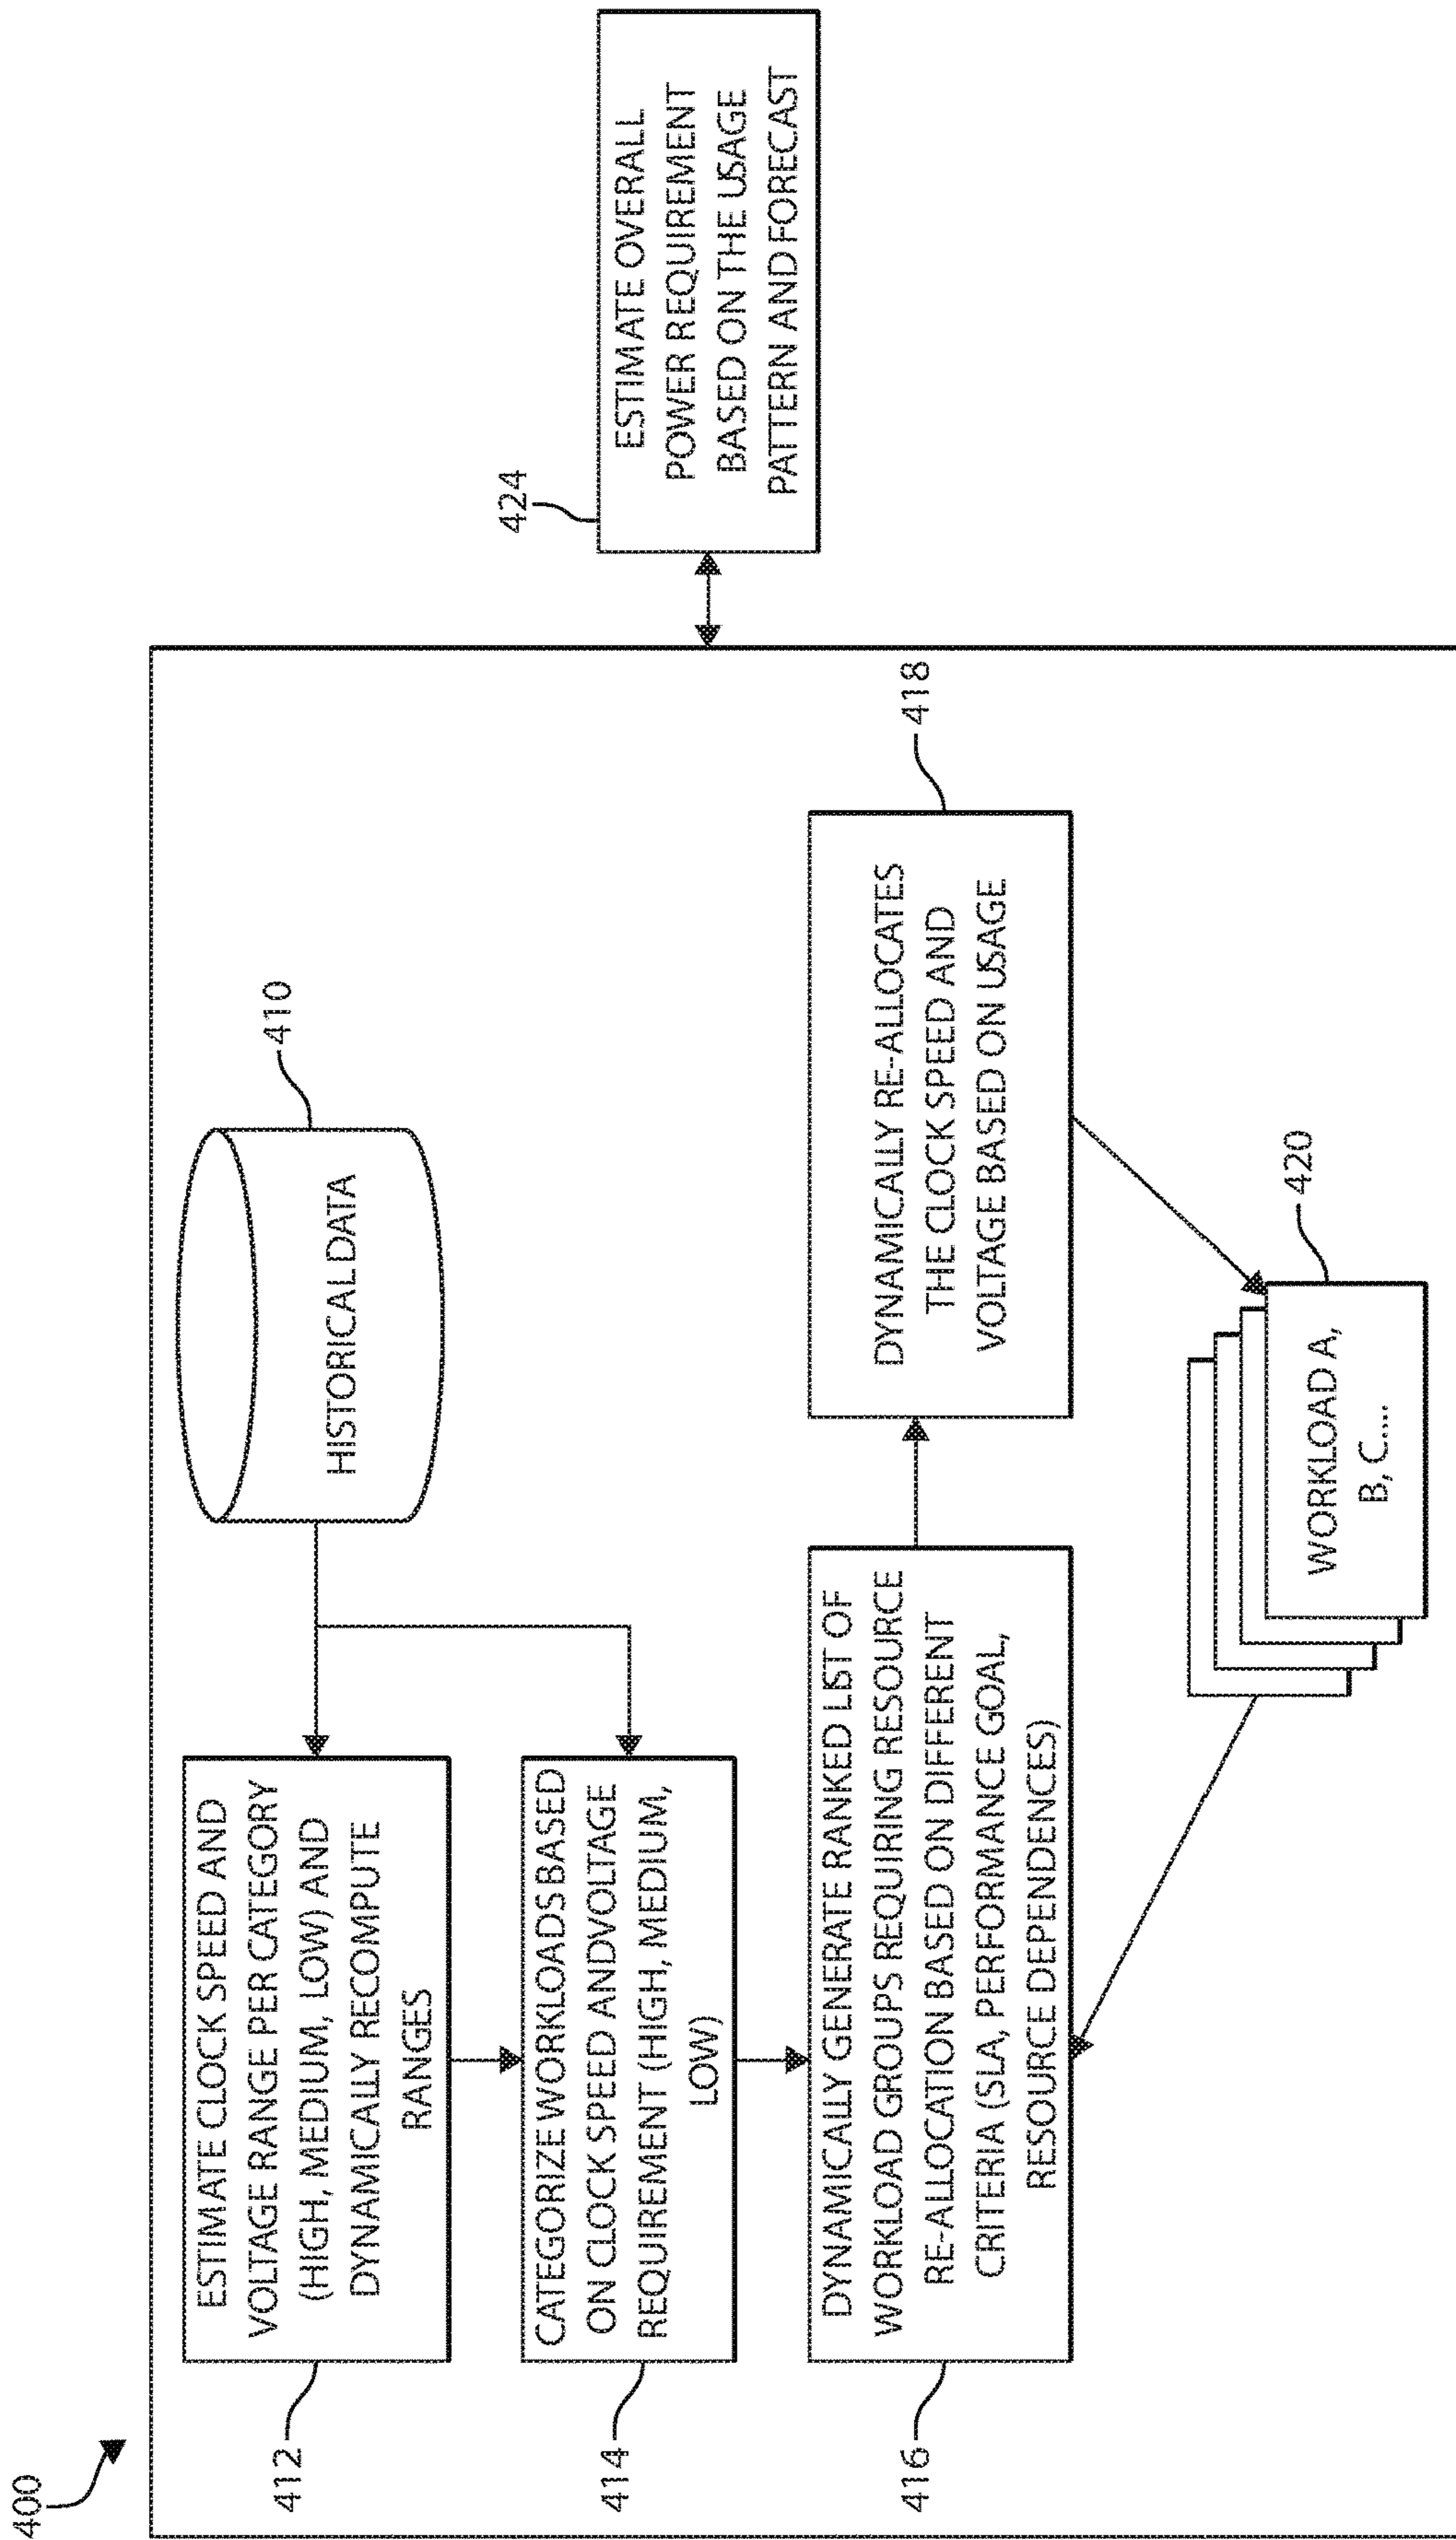 400
410
HISTORICAL DATA
412
ESTIMATE CLOCK SPEED AND
VOLTAGE RANGE PER CATEGORY
(HIGH, MEDIUM, LOW) AND
DYNAMICALLY RECOMPUTE
RANGES
414
CATEGORIZE WORKLOADS BASED
ON CLOCK SPEED ANDVOLTAGE
REQUIREMENT (HIGH, MEDIUM,
LOW)
416
DYNAMICALLY GENERATE RANKED LIST OF
WORKLOAD GROUPS REQUIRING RESOURCE
RE-ALLOCATION BASED ON DIFFERENT
CRITERIA (SLA, PERFORMANCE GOAL,
RESOURCE DEPENDENCES)
418
DYNAMICALLY RE-ALLOCATES
THE CLOCK SPEED AND
VOLTAGE BASED ON USAGE
420
WORKLOAD A,
B, C....
424
ESTIMATE OVERALL
POWER REQUIREMENT
BASED ON THE USAGE
PATTERN AND FORECAST